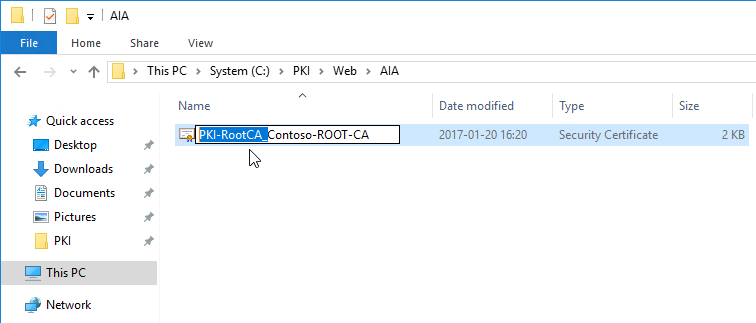 AIA
File Home Share View
This PC System (C:) PKI Web AIA
Name Date modified Type Size
Quick access
PKI-RootCA_Contoso-ROOT-CA 2017-01-20 16:20 Security Certificate 2 KB
Desktop
Downloads
Documents
Pictures
PKI
This PC
Network